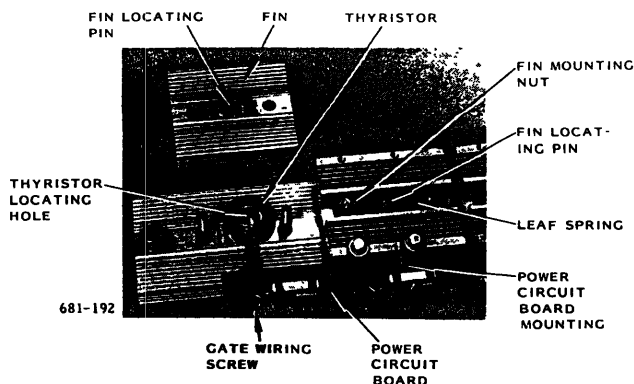 FIN LOCATING
PIN
FIN
THYRISTOR
FIN MOUNTING
NUT
FIN LOCAT-
ING PIN
THYRISTOR
LOCATING
HOLE
LEAF SPRING
POWER
CIRCUIT
BOARD
MOUNTING
681-192
GATE WIRING
SCREW
POWER
CIRCUIT
BOARD